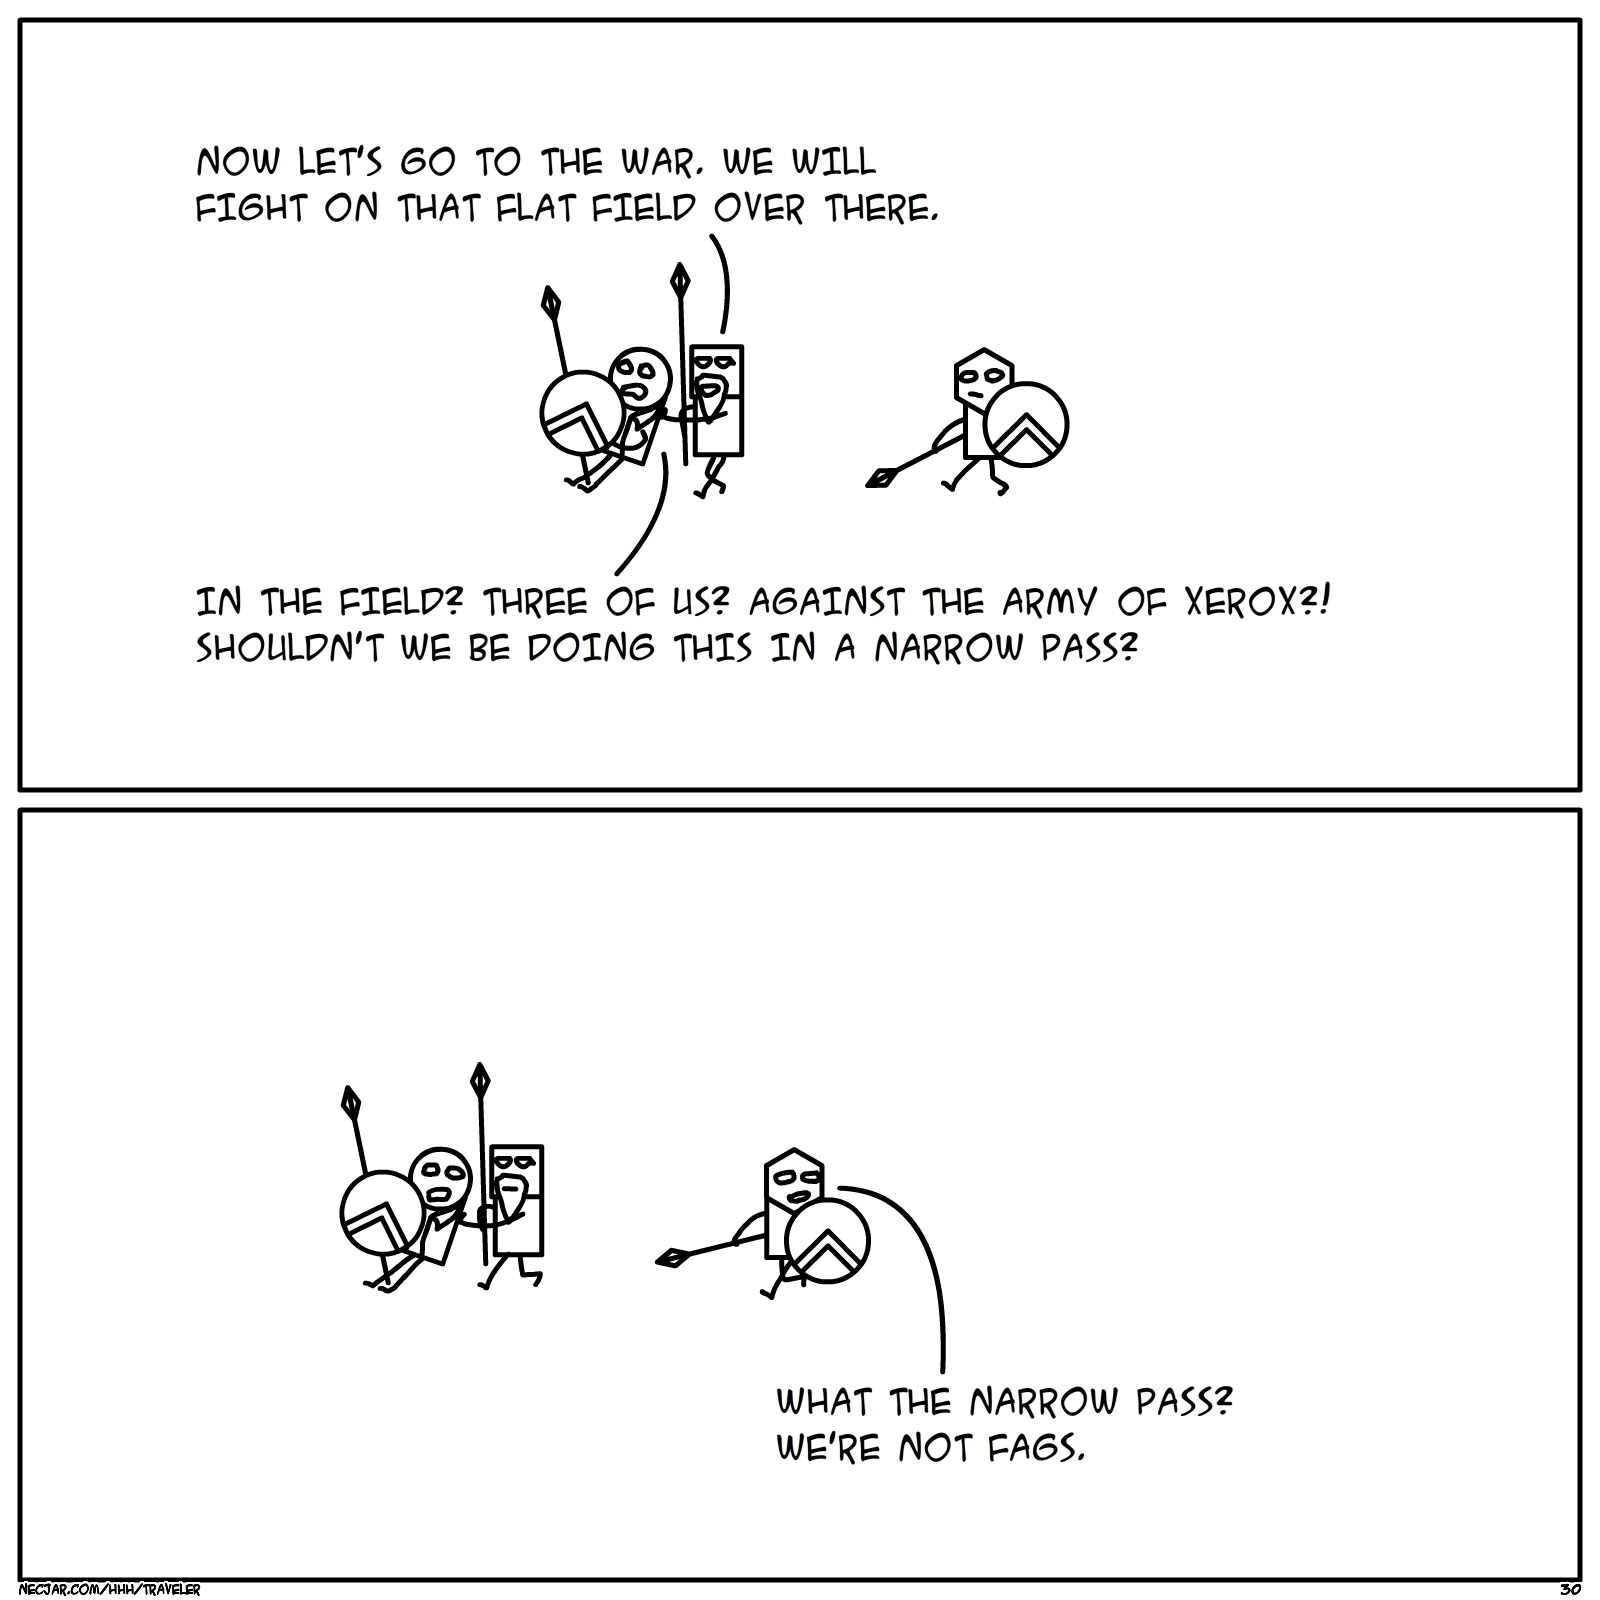 NOW LET'S GO TO THE WAR. WE WILL
FIGHT ON THAT FLAT FIELD OVER THERE.
IN THE FIELD? THREE OF US? AGAINST THE ARMY OF XEROX?!
SHOULDN'T WE BE DOING THIS IN A NARROW PASS?
WHAT THE NARROW PASS?
WE'RE NOT FAGS.
NECJAR.COM/HHH/TRAVELER
30